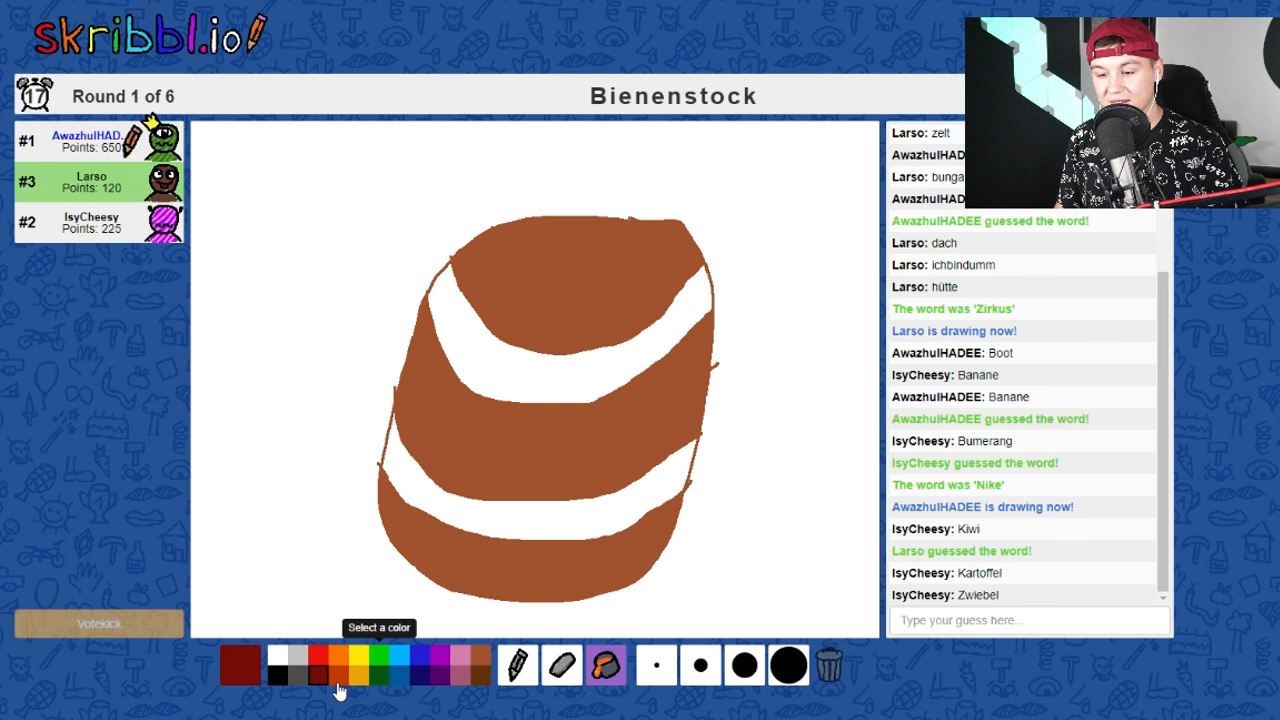 skribbl.io
17
Round 1 of 6
Bienenstock
#1
AwazhulHAD.
Points: 650
#3
Larso
Points: 120
#2
IsyCheesy
Points: 225
Larso: zelt
AwazhulHAD
Larso: bunga
AwazhulHAD
AwazhulHADEE guessed the word!
Larso: dach
Larso: ichbindumm
Larso: hütte
The word was 'Zirkus'
Larso is drawing now!
AwazhulHADEE: Boot
IsyCheesy: Banane
AwazhulHADEE: Banane
AwazhulHADEE guessed the word!
IsyCheesy: Bumerang
IsyCheesy guessed the word!
The word was 'Nike'
AwazhulHADEE is drawing now!
IsyCheesy: Kiwi
Larso guessed the word!
IsyCheesy: Kartoffel
IsyCheesy: Zwiebel
Type your guess here...
Votekick
Select a color